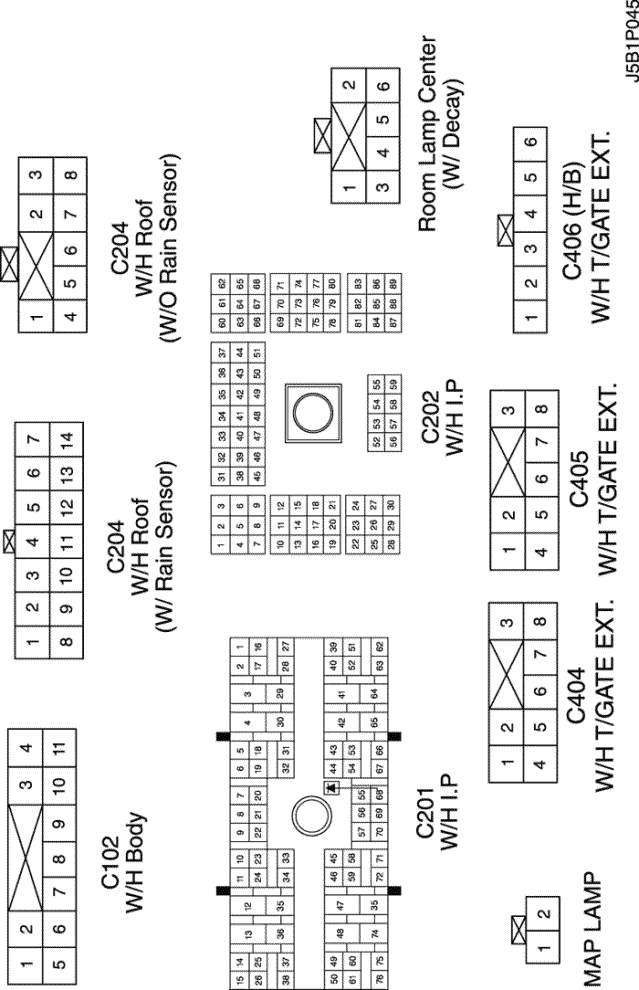 1 2 3 4
5 6 7 8 9 10 11
C102
W/H Body
1 2 3 4 5 6 7
8 9 10 11 12 13 14
C204
W/H Roof
(W/ Rain Sensor)
1 2 3
4 5 6 7 8
C204
W/H Roof
(W/O Rain Sensor)
15 14 13 12 11 10 9 8 7 6 5 4 3 2 1
26 25 24 23 22 21 20 19 18 17 16
38 37 36 35 34 33 32 31 30 29 28 27
50 49 48 47 46 45 44 43 42 41 40 39
61 60 59 58 57 56 55 54 53 52 51
76 75 74 35 72 71 70 69 68 67 66 65 64 63 62
C201
W/H I.P
1 2 3
4 5 6
7 8 9
10 11 12
13 14 15
16 17 18
19 20 21
22 23 24
25 26 27
28 29 30
31 32 33 34 35 36 37
38 39 40 41 42 43 44
45 46 47 48 49 50 51
52 53 54 55
56 57 58 59
60 61 62
63 64 65
66 67 68
69 70 71
72 73 74
75 76 77
78 79 80
81 82 83
84 85 86
87 88 89
C202
W/H I.P
1 2
3 4 5 6
Room Lamp Center
(W/ Decay)
1 2
MAP LAMP
1 2 3
4 5 6 7 8
C404
W/H T/GATE EXT.
1 2 3
4 5 6 7 8
C405
W/H T/GATE EXT.
1 2 3 4 5 6
C406 (H/B)
W/H T/GATE EXT.
J5B1P045